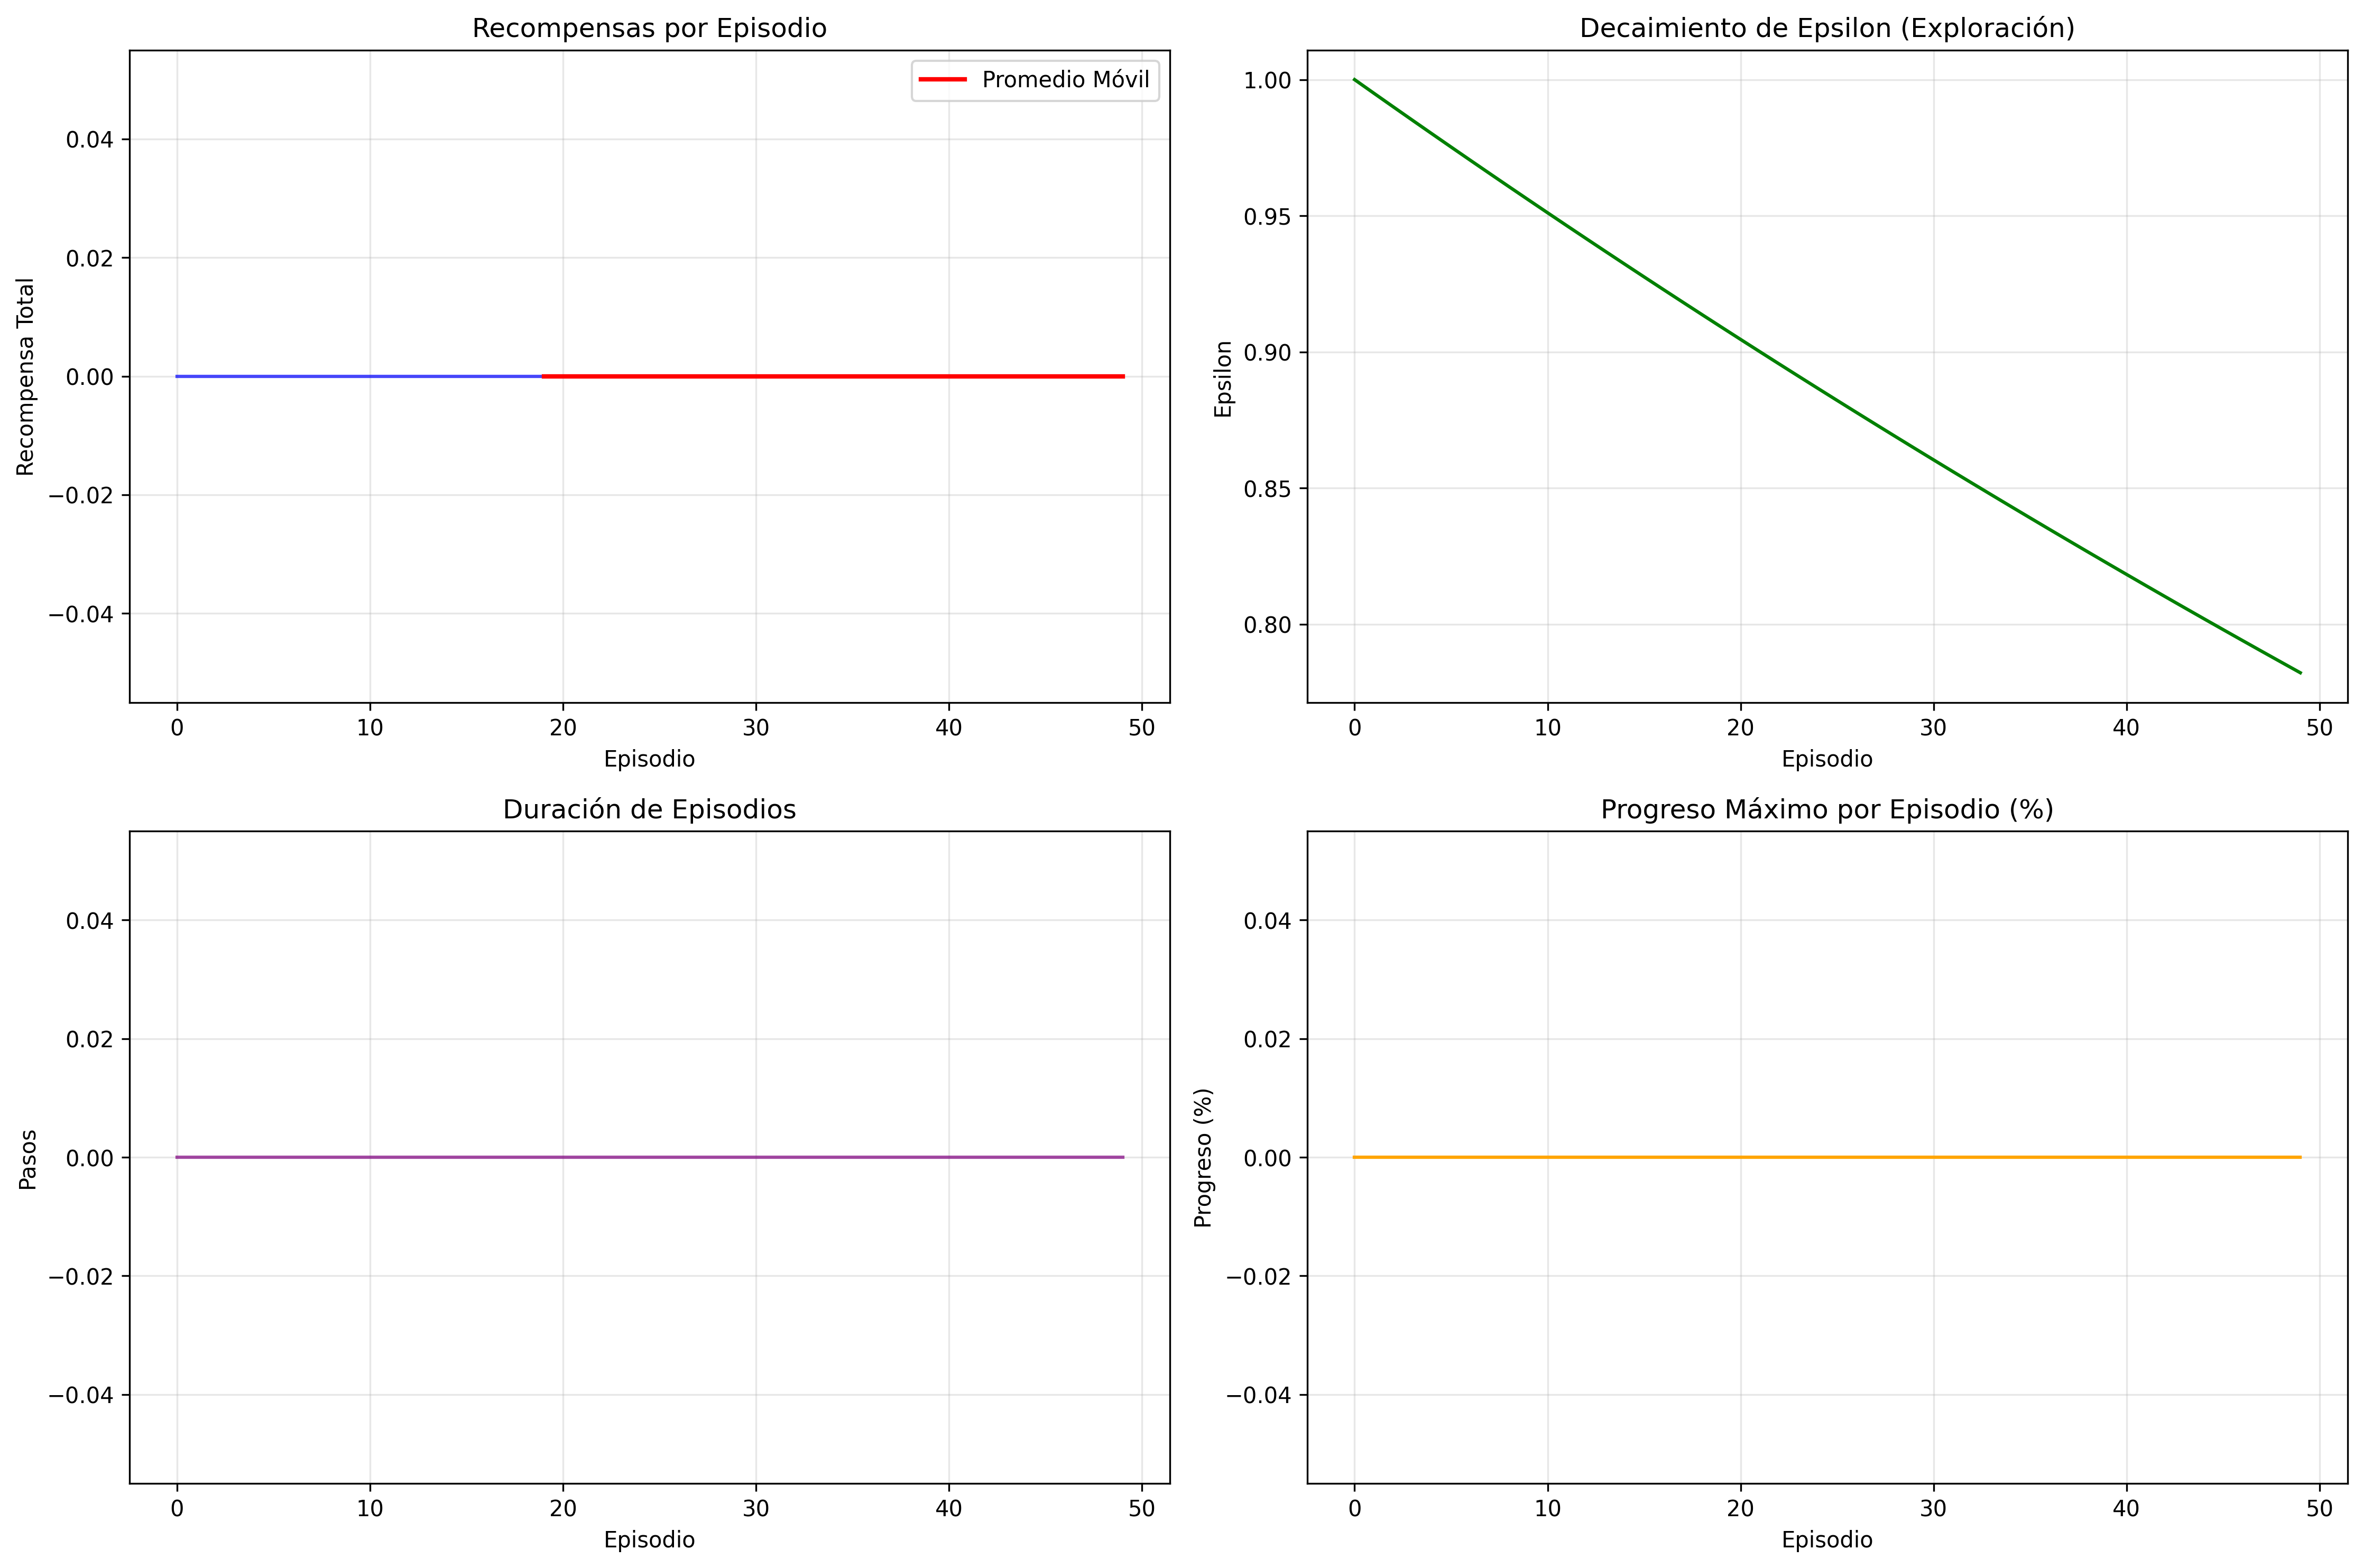 Recompensas por Episodio
Promedio Móvil
Recompensa Total
0.04
0.02
0.00
−0.02
−0.04
0 10 20 30 40 50
Episodio
Decaimiento de Epsilon (Exploración)
Epsilon
1.00
0.95
0.90
0.85
0.80
0 10 20 30 40 50
Episodio
Duración de Episodios
Pasos
0.04
0.02
0.00
−0.02
−0.04
0 10 20 30 40 50
Episodio
Progreso Máximo por Episodio (%)
Progreso (%)
0.04
0.02
0.00
−0.02
−0.04
0 10 20 30 40 50
Episodio